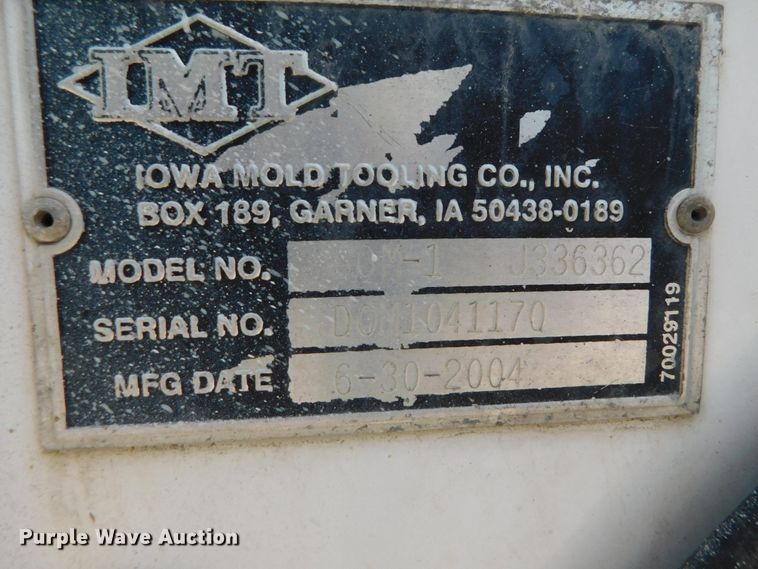 IMT
IOWA MOLD TOOLING CO., INC.
BOX 189, GARNER, IA 50438-0189
MODEL NO. J336362
SERIAL NO.
MFG DATE 6-30-2004
70029119
Purple Wave Auction